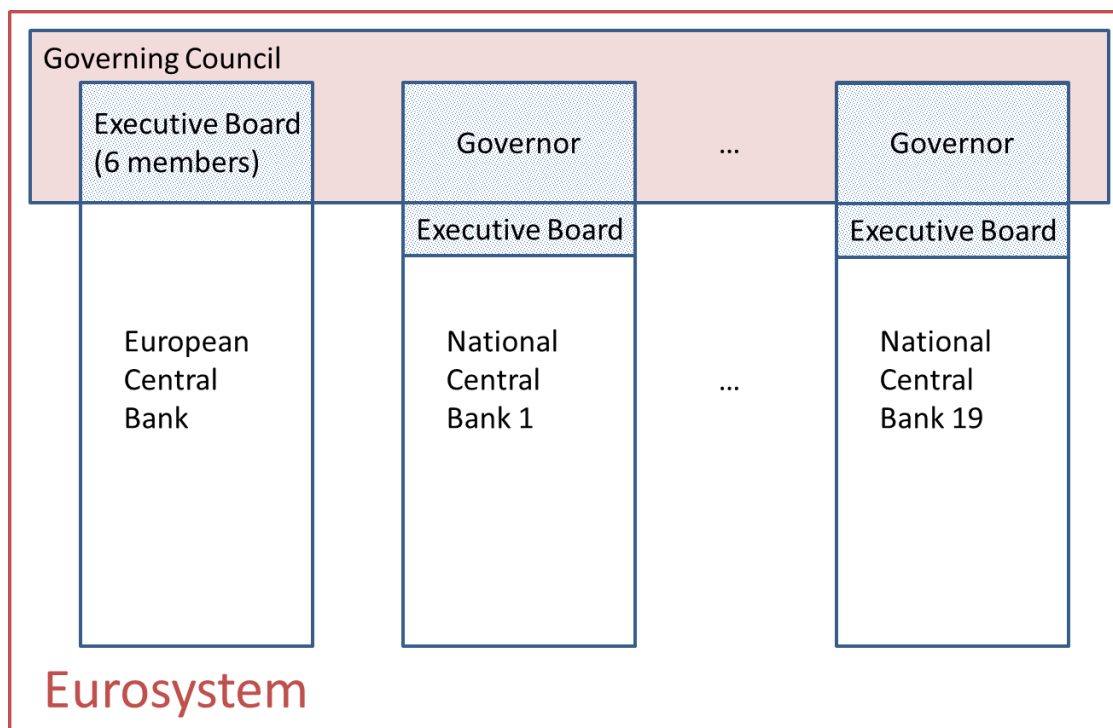 Governing Council
Executive Board
(6 members)
Governor
...
Governor
Executive Board
Executive Board
European
Central
Bank
National
Central
Bank 1
...
National
Central
Bank 19
Eurosystem